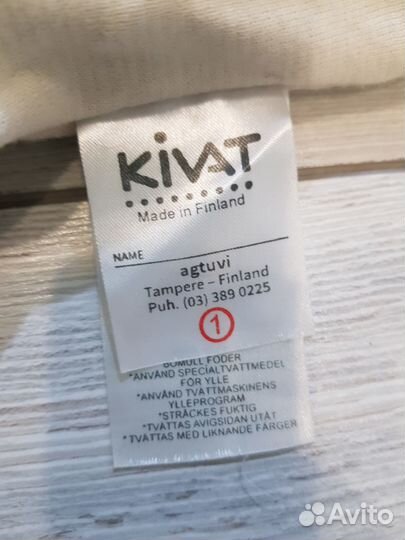 KIVAT
Made in Finland
NAME
agtuvi
Tampere – Finland
Puh. (03) 389 0225
1
BOMULL FODER
*ANVÄND SPECIALTVÄTTMEDEL
FÖR YLLE
*ANVÄND TVÄTTMASKINENS
YLLEPROGRAM
*STRÄCKES FUKTIG
*TVÄTTAS AVIGSIDAN UTÅT
*TVÄTTAS MED LIKNANDE FÄRGER
Avito